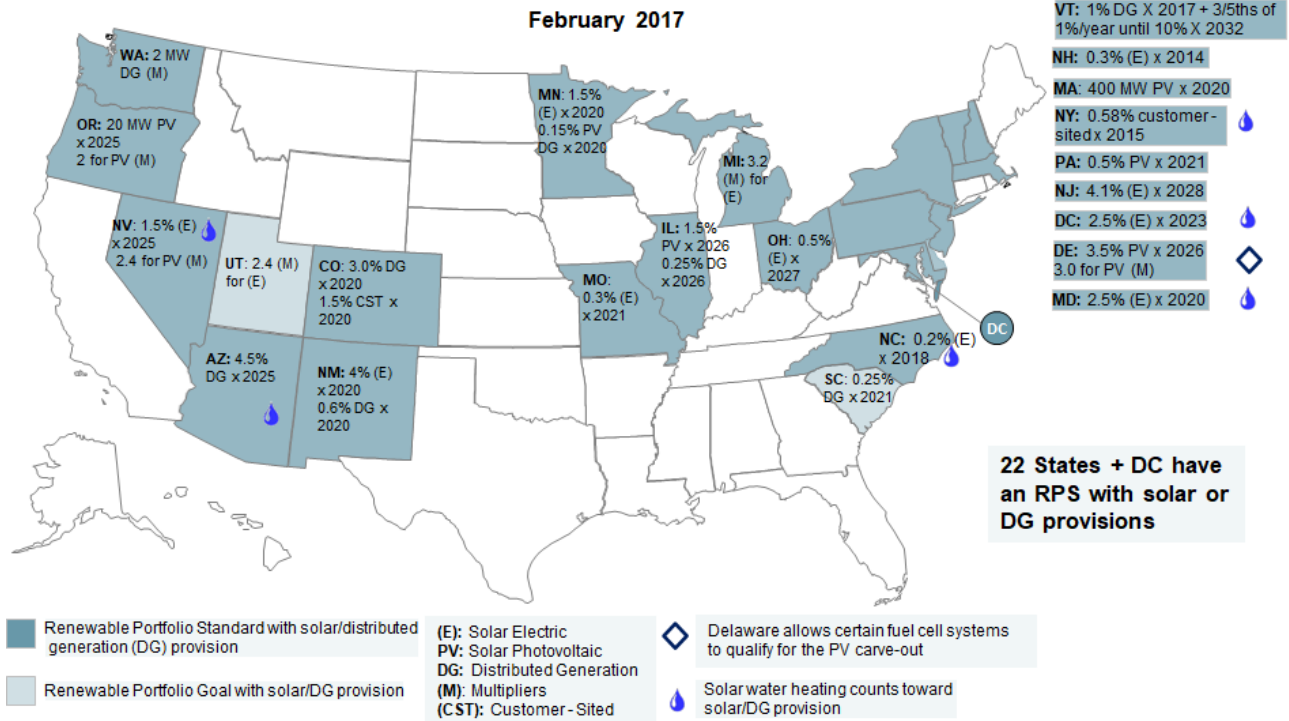 February 2017
WA: 2 MW
DG (M)
OR: 20 MW PV
x 2025
2 for PV (M)
NV: 1.5% (E)
x 2025
2.4 for PV (M)
UT: 2.4 (M)
for (E)
CO: 3.0% DG
x 2020
1.5% CST x
2020
AZ: 4.5%
DG x 2025
NM: 4% (E)
x 2020
0.6% DG x
2020
MN: 1.5%
(E) x 2020
0.15% PV
DG x 2020
MO:
0.3% (E)
x 2021
IL: 1.5%
PV x 2026
0.25% DG
x 2026
MI: 3.2
(M) for
(E)
OH: 0.5%
(E) x
2027
NC: 0.2% (E)
x 2018
SC: 0.25%
DG x 2021
DC
VT: 1% DG X 2017 + 3/5ths of
1%/year until 10% X 2032
NH: 0.3% (E) x 2014
MA: 400 MW PV x 2020
NY: 0.58% customer-
sited x 2015
PA: 0.5% PV x 2021
NJ: 4.1% (E) x 2028
DC: 2.5% (E) x 2023
DE: 3.5% PV x 2026
3.0 for PV (M)
MD: 2.5% (E) x 2020
22 States + DC have
an RPS with solar or
DG provisions
Renewable Portfolio Standard with solar/distributed
generation (DG) provision
Renewable Portfolio Goal with solar/DG provision
(E): Solar Electric
PV: Solar Photovoltaic
DG: Distributed Generation
(M): Multipliers
(CST): Customer-Sited
Delaware allows certain fuel cell systems
to qualify for the PV carve-out
Solar water heating counts toward
solar/DG provision